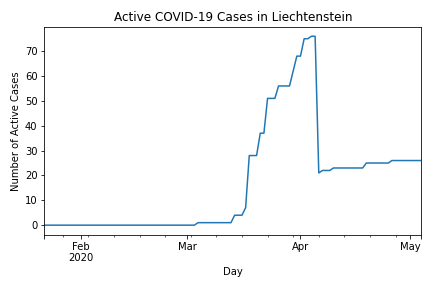 Active COVID-19 Cases in Liechtenstein
Number of Active Cases
70
60
50
40
30
20
10
0
Feb
2020
Mar
Apr
May
Day